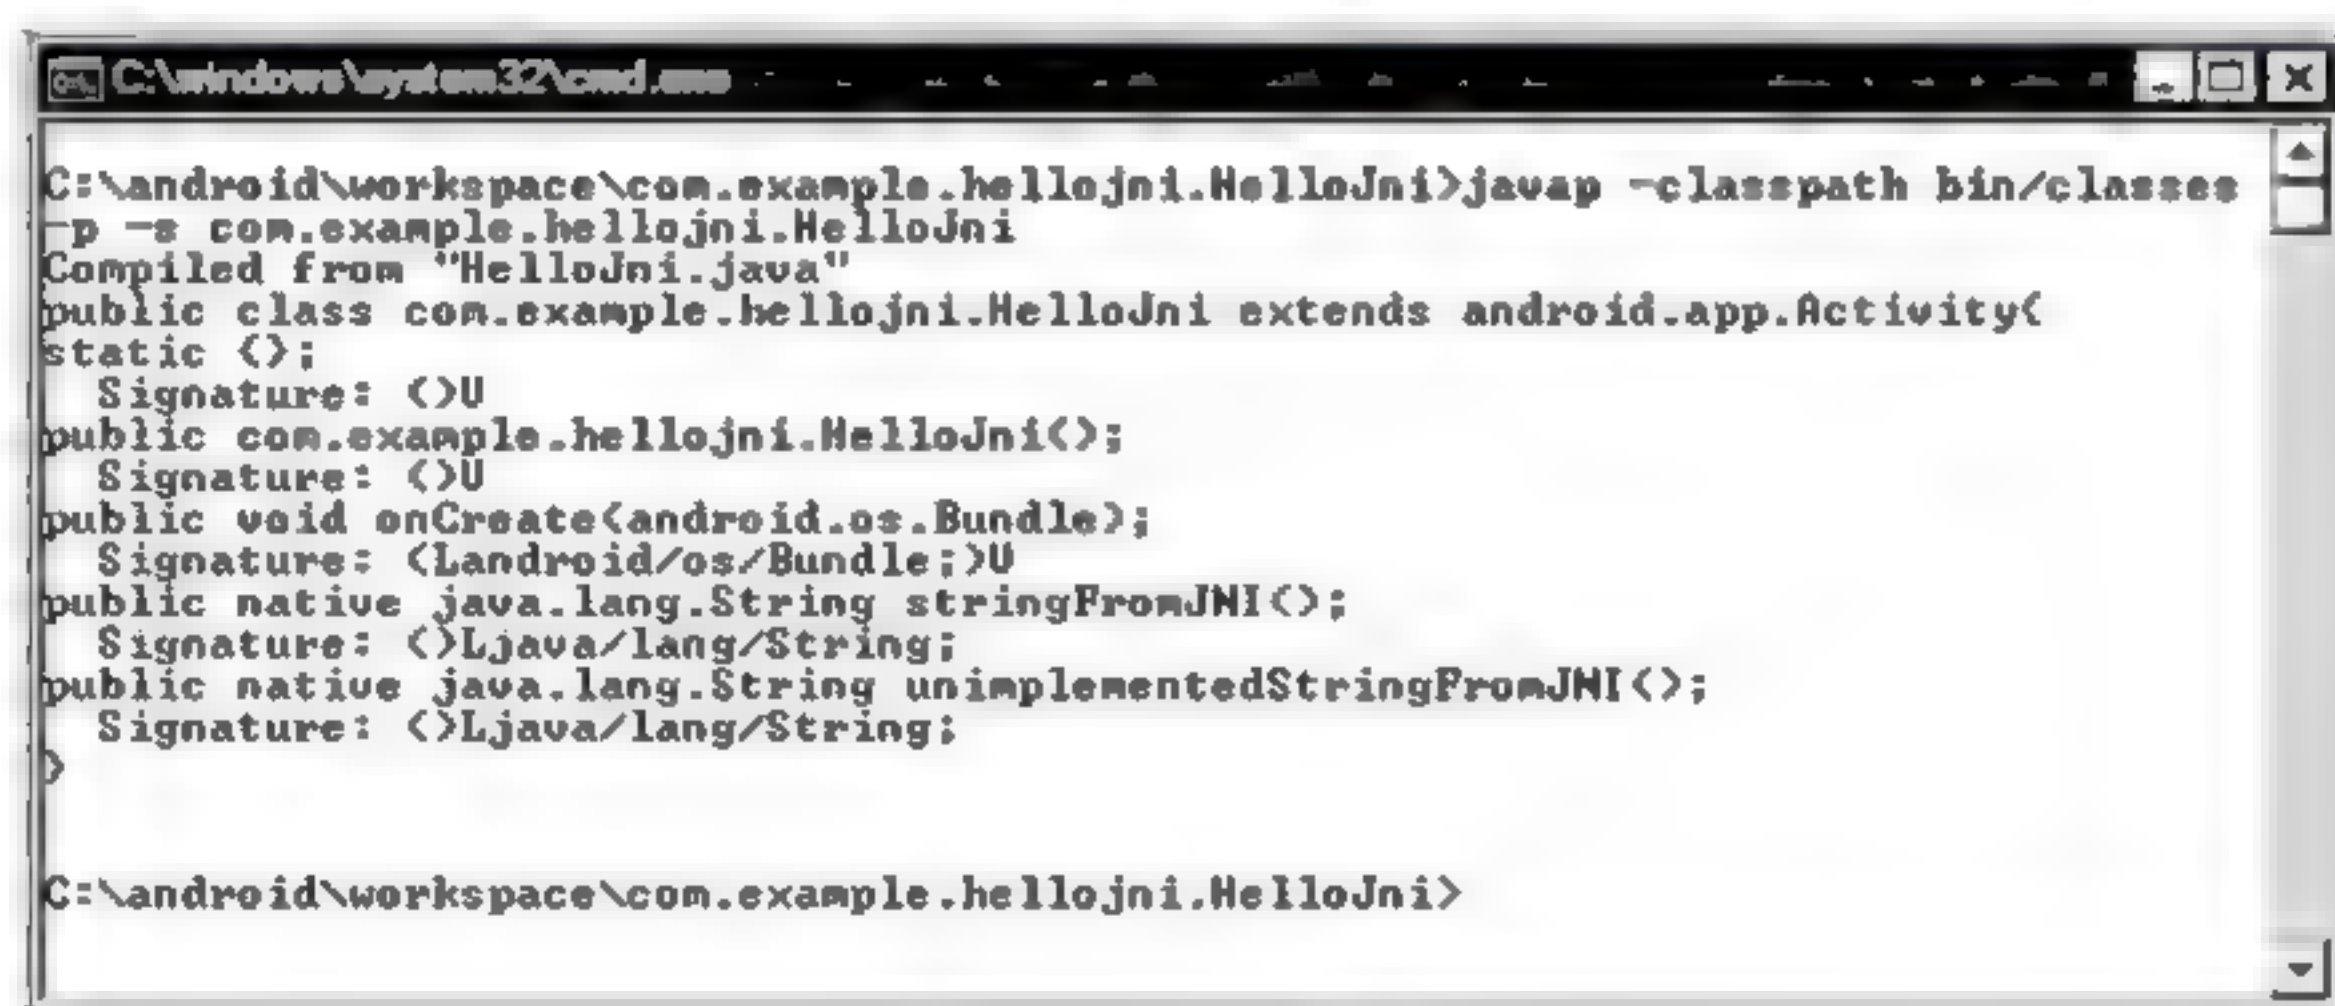 C:\windows\system32\cmd.exe
C:\android\workspace\com.example.hellojni.HelloJni>javap -classpath bin/classes
-p -s com.example.hellojni.HelloJni
Compiled from "HelloJni.java"
public class com.example.hellojni.HelloJni extends android.app.Activity{
static {};
  Signature: ()V
public com.example.hellojni.HelloJni();
  Signature: ()V
public void onCreate(android.os.Bundle);
  Signature: (Landroid/os/Bundle;)V
public native java.lang.String stringFromJNI();
  Signature: ()Ljava/lang/String;
public native java.lang.String unimplementedStringFromJNI();
  Signature: ()Ljava/lang/String;
}
C:\android\workspace\com.example.hellojni.HelloJni>